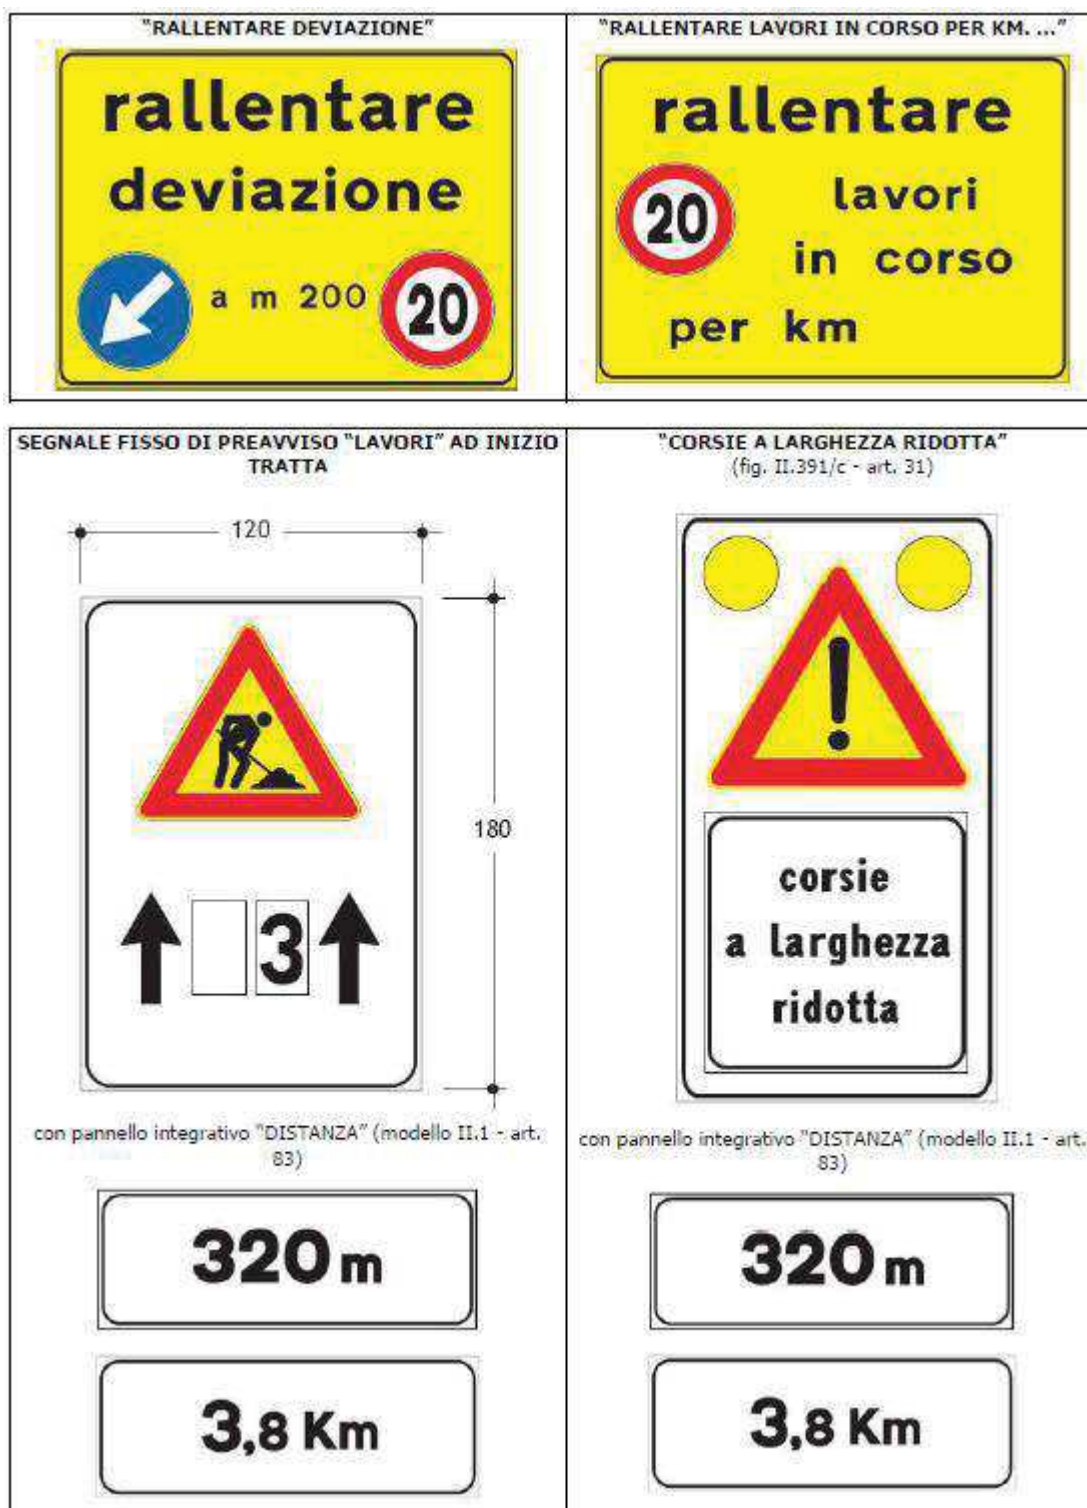 "RALLENTARE DEVIAZIONE"
rallentare
deviazione
a m 200
20
"RALLENTARE LAVORI IN CORSO PER KM. ..."
rallentare
20
lavori
in corso
per km
SEGNALE FISSO DI PREAVVISO "LAVORI" AD INIZIO
TRATTA
120
180
3
con pannello integrativo "DISTANZA" (modello II.1 - art.
83)
320 m
3,8 Km
"CORSIE A LARGHEZZA RIDOTTA"
(fig. II.391/c - art. 31)
!
corsie
a larghezza
ridotta
con pannello integrativo "DISTANZA" (modello II.1 - art.
83)
320 m
3,8 Km